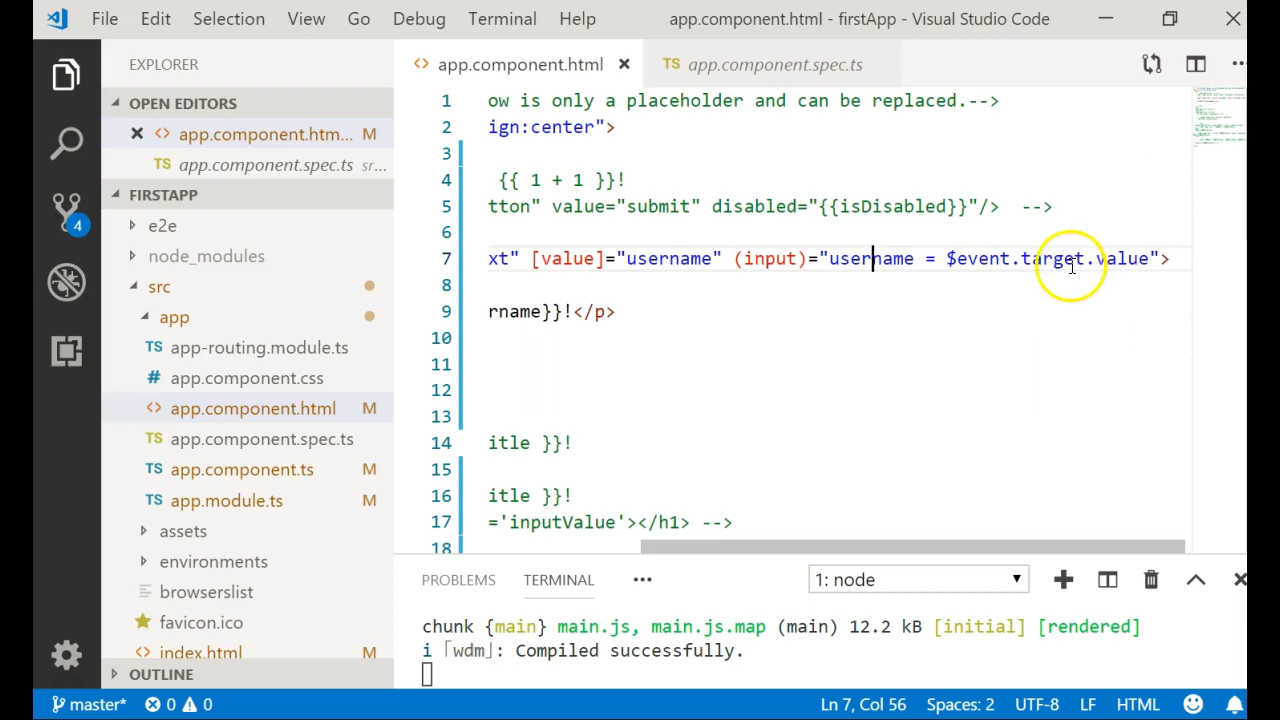 File Edit Selection View Go Debug Terminal Help app.component.html - firstApp - Visual Studio Code
EXPLORER
OPEN EDITORS
app.component.htm... M
TS app.component.spec.ts sr...
FIRSTAPP
e2e
node_modules
src
app
TS app-routing.module.ts
# app.component.css
app.component.html M
TS app.component.spec.ts
TS app.component.ts M
TS app.module.ts M
assets
environments
browserslist
favicon.ico
index.html M
OUTLINE
app.component.html
TS app.component.spec.ts
1 ow is only a placeholder and can be replaced.-->
2 ign:center">
3
4 {{ 1 + 1 }}!
5 tton" value="submit" disabled="{{isDisabled}}"/> -->
6
7 xt" [value]="username" (input)="username = $event.target.value">
8
9 rname}}!</p>
10
11
12
13
14 itle }}!
15
16 itle }}!
17 ='inputValue'></h1> -->
18
PROBLEMS TERMINAL ••• 1: node
chunk {main} main.js, main.js.map (main) 12.2 kB [initial] [rendered]
i ｢wdm｣: Compiled successfully.
master* 0 0 Ln 7, Col 56 Spaces: 2 UTF-8 LF HTML
4